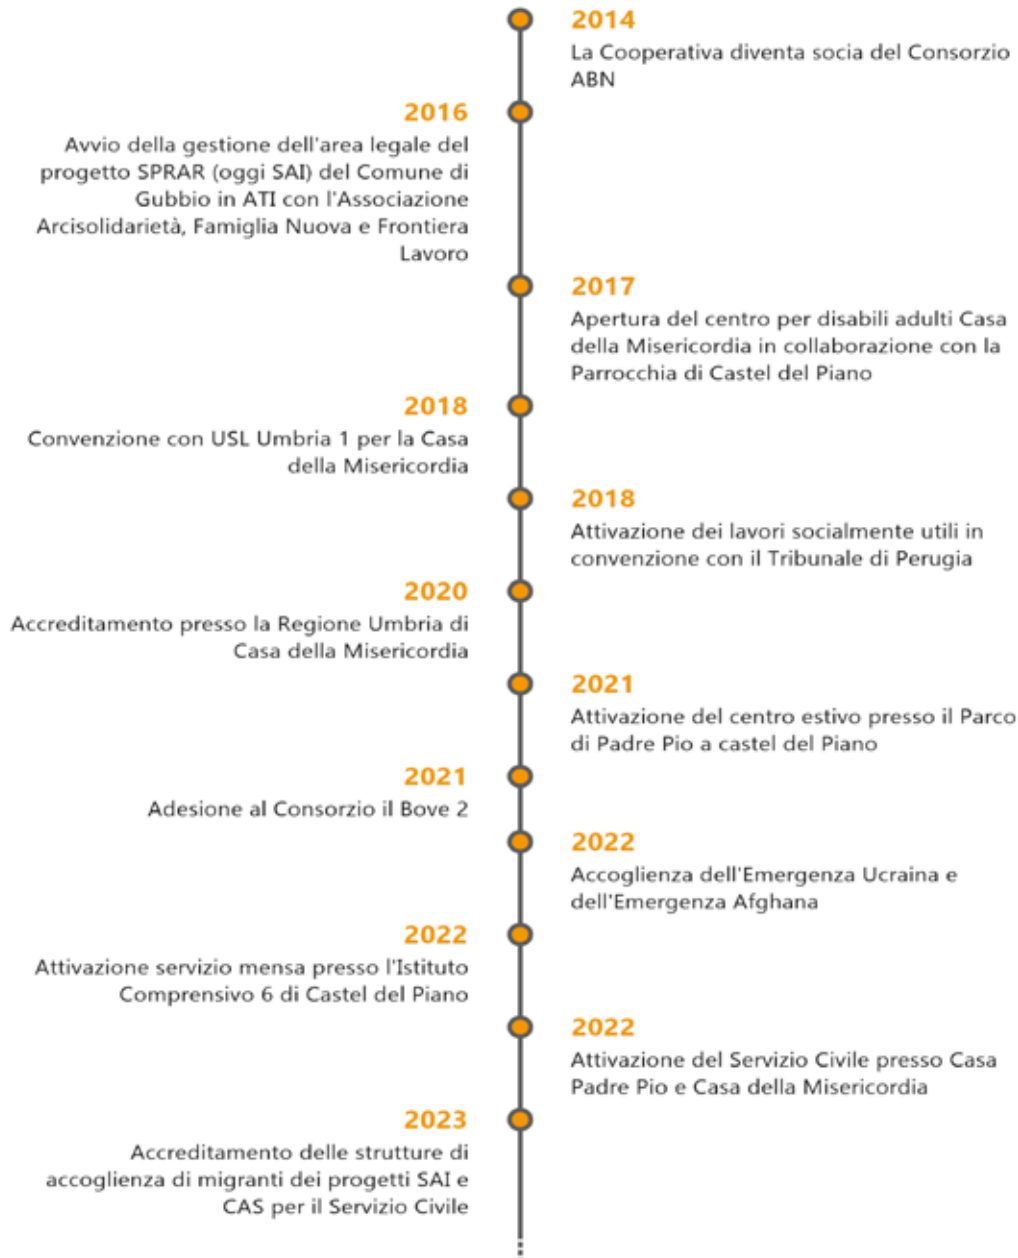 2014
La Cooperativa diventa socia del Consorzio
ABN
2016
Avvio della gestione dell'area legale del
progetto SPRAR (oggi SAI) del Comune di
Gubbio in ATI con l'Associazione
Arcisolidarietà, Famiglia Nuova e Frontiera
Lavoro
2017
Apertura del centro per disabili adulti Casa
della Misericordia in collaborazione con la
Parrocchia di Castel del Piano
2018
Convenzione con USL Umbria 1 per la Casa
della Misericordia
2018
Attivazione dei lavori socialmente utili in
convenzione con il Tribunale di Perugia
2020
Accreditamento presso la Regione Umbria di
Casa della Misericordia
2021
Attivazione del centro estivo presso il Parco
di Padre Pio a castel del Piano
2021
Adesione al Consorzio il Bove 2
2022
Accoglienza dell'Emergenza Ucraina e
dell'Emergenza Afghana
2022
Attivazione servizio mensa presso l'Istituto
Comprensivo 6 di Castel del Piano
2022
Attivazione del Servizio Civile presso Casa
Padre Pio e Casa della Misericordia
2023
Accreditamento delle strutture di
accoglienza di migranti dei progetti SAI e
CAS per il Servizio Civile